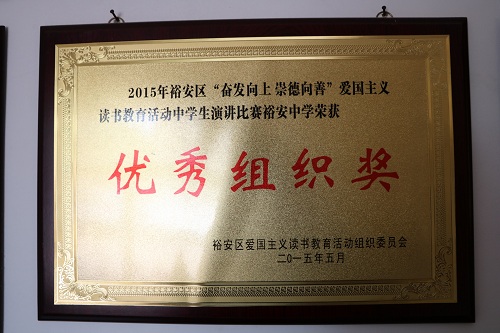 2015年裕安区“奋发向上 崇德向善”爱国主义
读书教育活动中学生演讲比赛裕安中学荣获
优秀组织奖
裕安区爱国主义读书教育活动组织委员会
二〇一五年五月